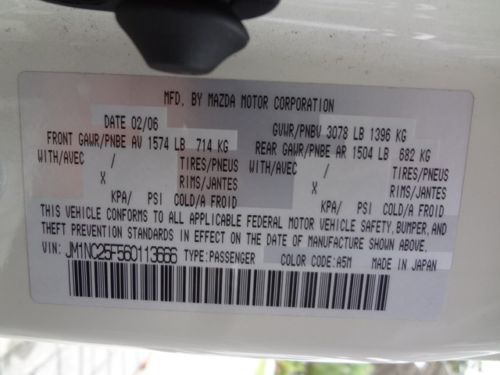 MFD. BY MAZDA MOTOR CORPORATION
DATE 02/06 GVWR/PNBV 3078 LB 1396 KG
FRONT GAWR/PNBE AV 1574 LB 714 KG REAR GAWR/PNBE AR 1504 LB 682 KG
WITH/AVEC / TIRES/PNEUS WITH/AVEC / TIRES/PNEUS
X RIMS/JANTES X RIMS/JANTES
KPA/ PSI COLD/A FROID KPA/ PSI COLD/A FROID
THIS VEHICLE CONFORMS TO ALL APPLICABLE FEDERAL MOTOR VEHICLE SAFETY, BUMPER, AND
THEFT PREVENTION STANDARDS IN EFFECT ON THE DATE OF MANUFACTURE SHOWN ABOVE.
VIN: JM1NC25F560113666 TYPE:PASSENGER COLOR CODE:A5M MADE IN JAPAN